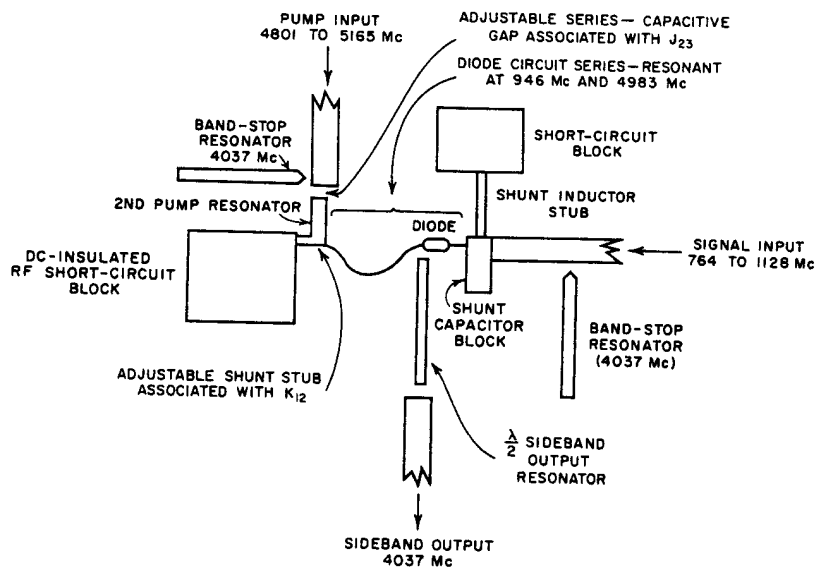 PUMP INPUT
4801 TO 5165 Mc
ADJUSTABLE SERIES—CAPACITIVE
GAP ASSOCIATED WITH J23
DIODE CIRCUIT SERIES—RESONANT
AT 946 Mc AND 4983 Mc
BAND-STOP
RESONATOR
4037 Mc
SHORT-CIRCUIT
BLOCK
2ND PUMP RESONATOR
SHUNT INDUCTOR
STUB
DIODE
DC-INSULATED
RF SHORT-CIRCUIT
BLOCK
SIGNAL INPUT
764 TO 1128 Mc
SHUNT
CAPACITOR
BLOCK
BAND-STOP
RESONATOR
(4037 Mc)
ADJUSTABLE SHUNT STUB
ASSOCIATED WITH K12
λ/2 SIDEBAND
OUTPUT
RESONATOR
SIDEBAND OUTPUT
4037 Mc